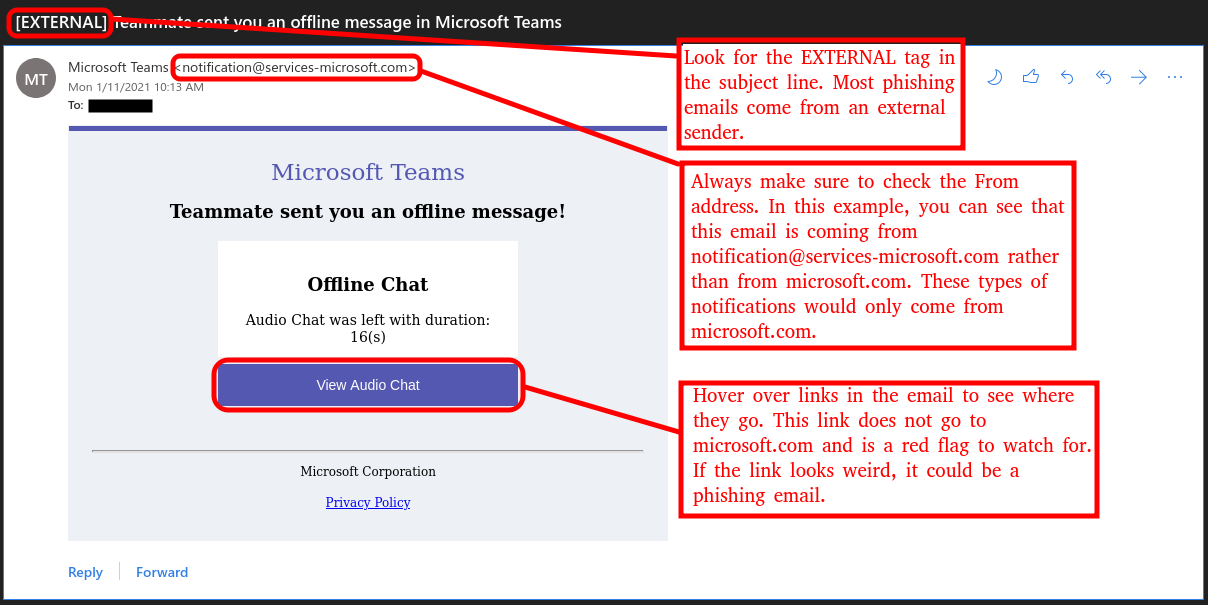 [EXTERNAL] Teammate sent you an offline message in Microsoft Teams
MT
Microsoft Teams <notification@services-microsoft.com>
Mon 1/11/2021 10:13 AM
To:
Look for the EXTERNAL tag in
the subject line. Most phishing
emails come from an external
sender.
Microsoft Teams
Teammate sent you an offline message!
Always make sure to check the From
address. In this example, you can see that
this email is coming from
notification@services-microsoft.com rather
than from microsoft.com. These types of
notifications would only come from
microsoft.com.
Offline Chat
Audio Chat was left with duration:
16(s)
View Audio Chat
Hover over links in the email to see where
they go. This link does not go to
microsoft.com and is a red flag to watch for.
If the link looks weird, it could be a
phishing email.
Microsoft Corporation
Privacy Policy
Reply
Forward